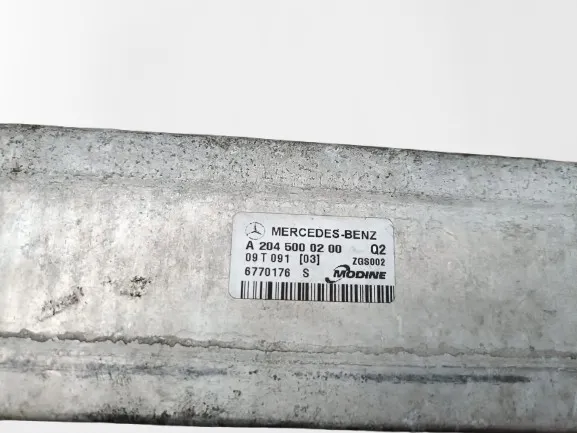 MERCEDES-BENZ
A 204 500 02 00 Q2
09 T 091 [03] ZGS002
6770176 S MODINE